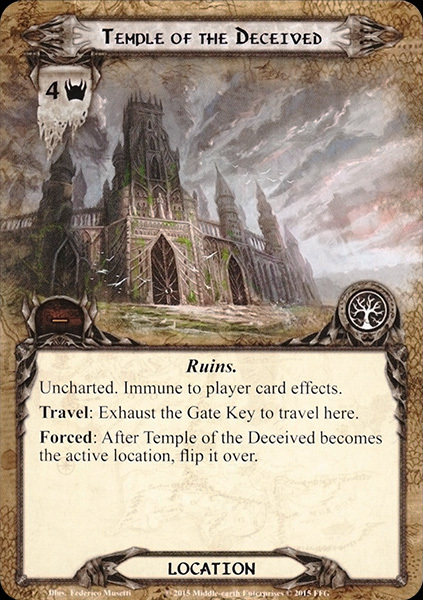 Temple of the Deceived
4
-
Ruins.
Uncharted. Immune to player card effects.
Travel: Exhaust the Gate Key to travel here.
Forced: After Temple of the Deceived becomes
the active location, flip it over.
LOCATION
Illus. Federico Musetti © 2015 Middle-earth Enterprises © 2015 FFG